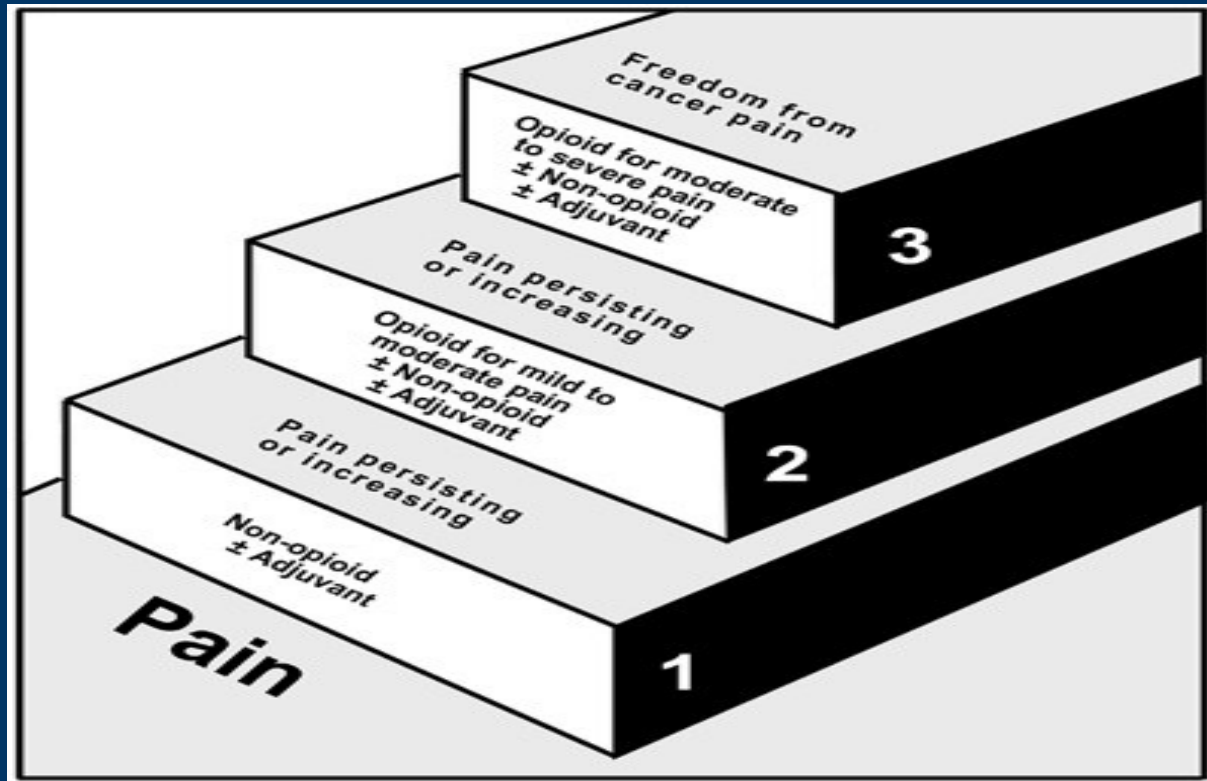 Freedom from
cancer pain
Opioid for moderate
to severe pain
± Non-opioid
± Adjuvant
3
Pain persisting
or increasing
Opioid for mild to
moderate pain
± Non-opioid
± Adjuvant
2
Pain persisting
or increasing
Non-opioid
± Adjuvant
1
Pain